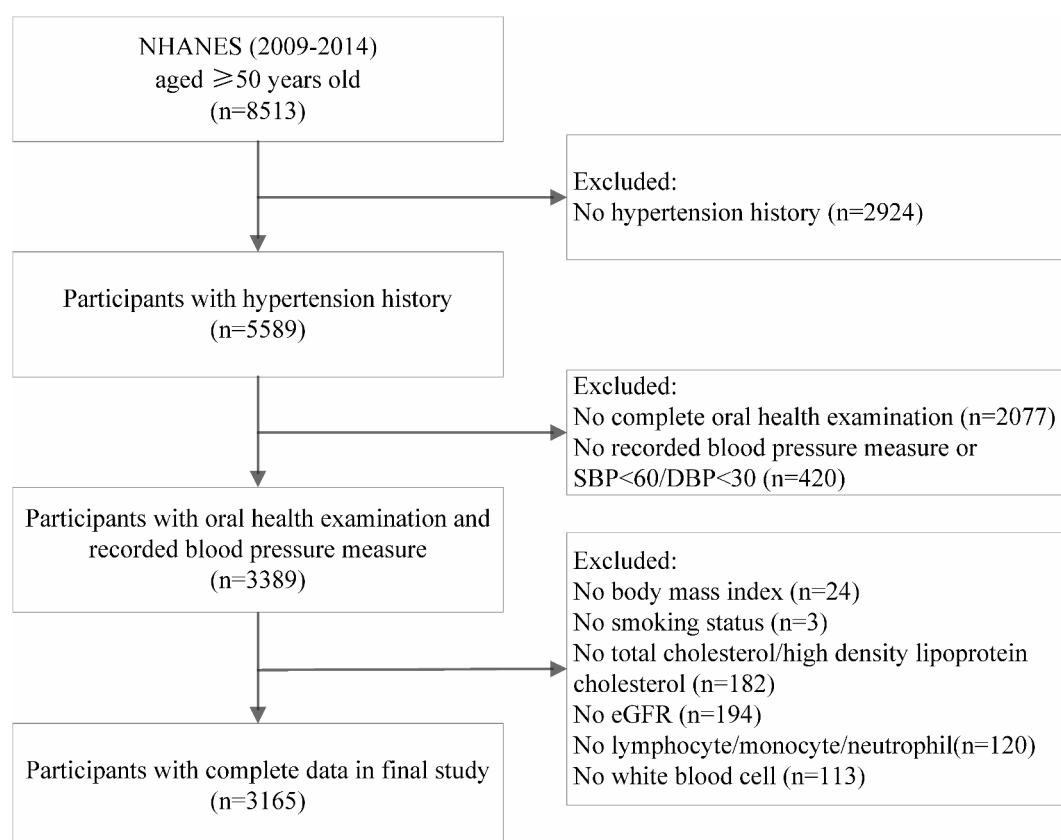 NHANES (2009-2014)
aged ≥50 years old
(n=8513)
Excluded:
No hypertension history (n=2924)
Participants with hypertension history
(n=5589)
Excluded:
No complete oral health examination (n=2077)
No recorded blood pressure measure or
SBP<60/DBP<30 (n=420)
Participants with oral health examination and
recorded blood pressure measure
(n=3389)
Excluded:
No body mass index (n=24)
No smoking status (n=3)
No total cholesterol/high density lipoprotein
cholesterol (n=182)
No eGFR (n=194)
No lymphocyte/monocyte/neutrophil(n=120)
No white blood cell (n=113)
Participants with complete data in final study
(n=3165)